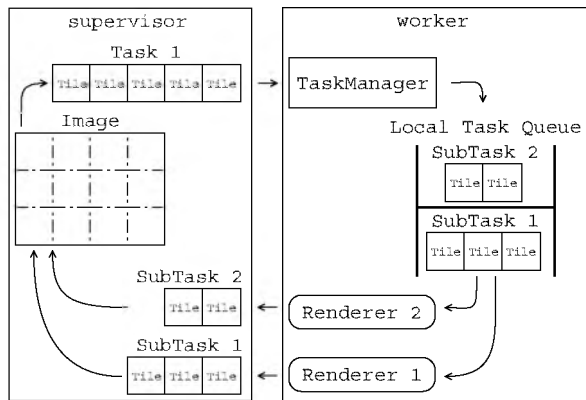 supervisor
worker
Task 1
Tile Tile Tile Tile Tile
TaskManager
Image
Local Task Queue
SubTask 2
Tile Tile
SubTask 1
Tile Tile Tile
SubTask 2
Tile Tile
Renderer 2
SubTask 1
Tile Tile Tile
Renderer 1